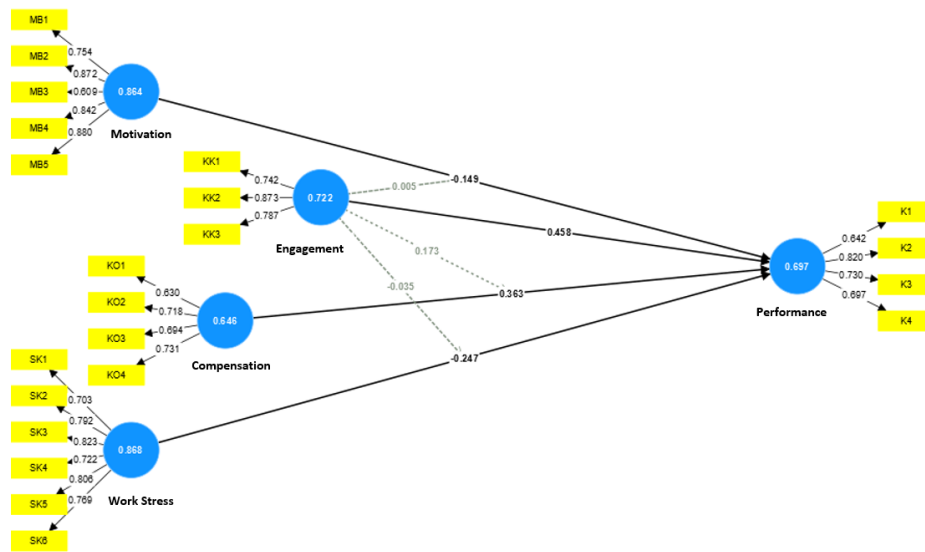 MB1
0.754
MB2
0.872
MB3
0.609
0.864
MB4
0.842
0.880
MB5
Motivation
KK1
0.742
KK2
0.873
KK3
0.787
0.722
Engagement
0.005
-0.149
0.458
0.173
0.363
-0.035
-0.247
KO1
0.630
KO2
0.718
KO3
0.694
KO4
0.731
0.646
Compensation
SK1
0.703
SK2
0.792
SK3
0.823
SK4
0.722
SK5
0.806
SK6
0.769
0.868
Work Stress
0.697
Performance
K1
0.642
K2
0.820
K3
0.730
K4
0.697